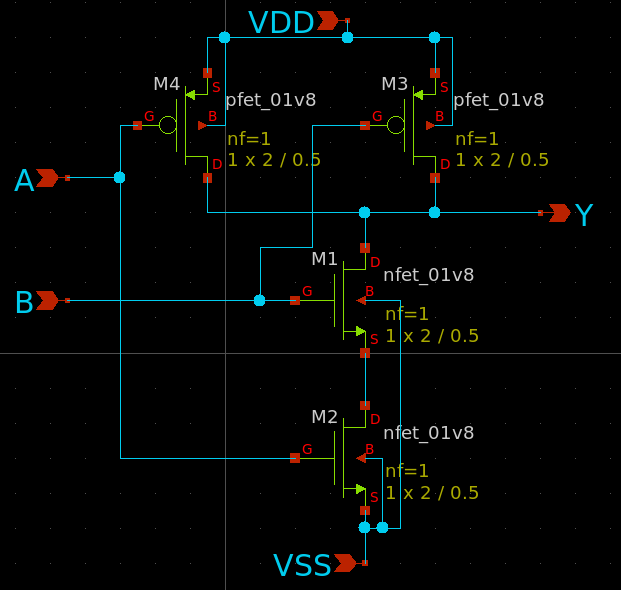 VDD
M4
S
G
B
D
pfet_01v8
nf=1
1 x 2 / 0.5
M3
S
G
B
D
pfet_01v8
nf=1
1 x 2 / 0.5
A
Y
B
M1
D
G
B
S
nfet_01v8
nf=1
1 x 2 / 0.5
M2
D
G
B
S
nfet_01v8
nf=1
1 x 2 / 0.5
VSS